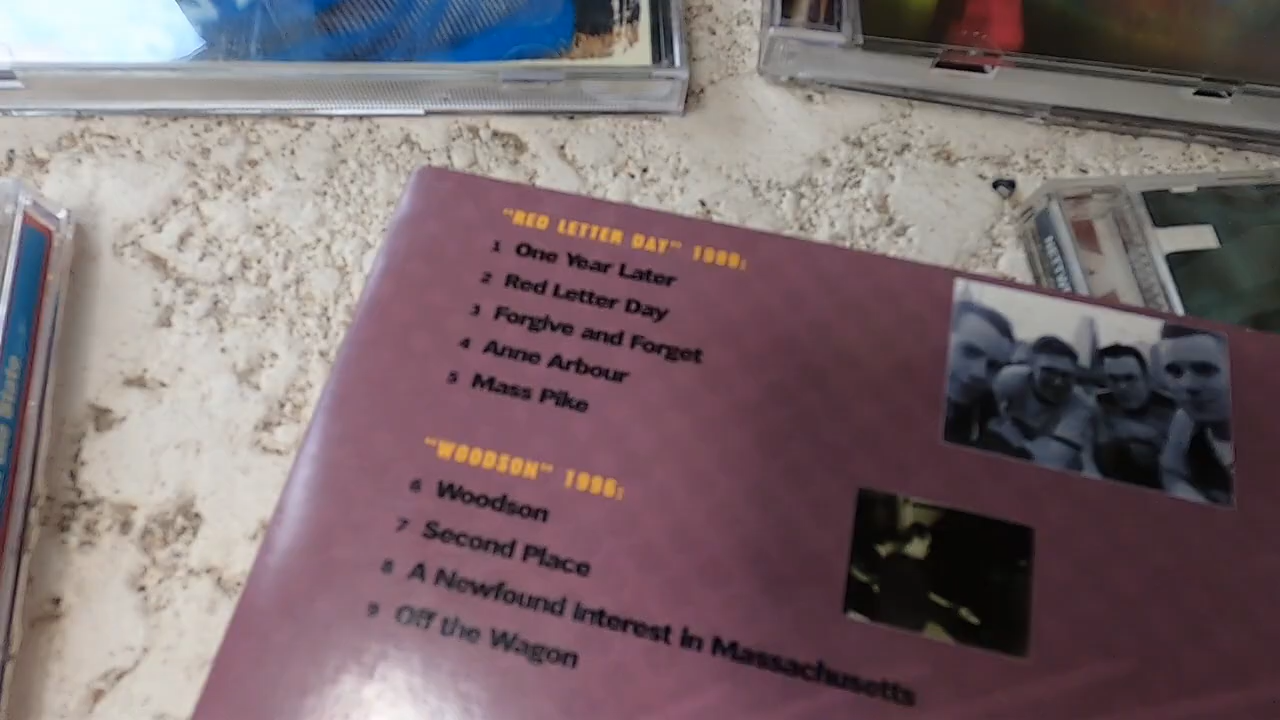 "RED LETTER DAY" 1999:
1 One Year Later
2 Red Letter Day
3 Forgive and Forget
4 Anne Arbour
5 Mass Pike
"WOODSON" 1996:
6 Woodson
7 Second Place
8 A Newfound Interest in Massachusetts
9 Off the Wagon